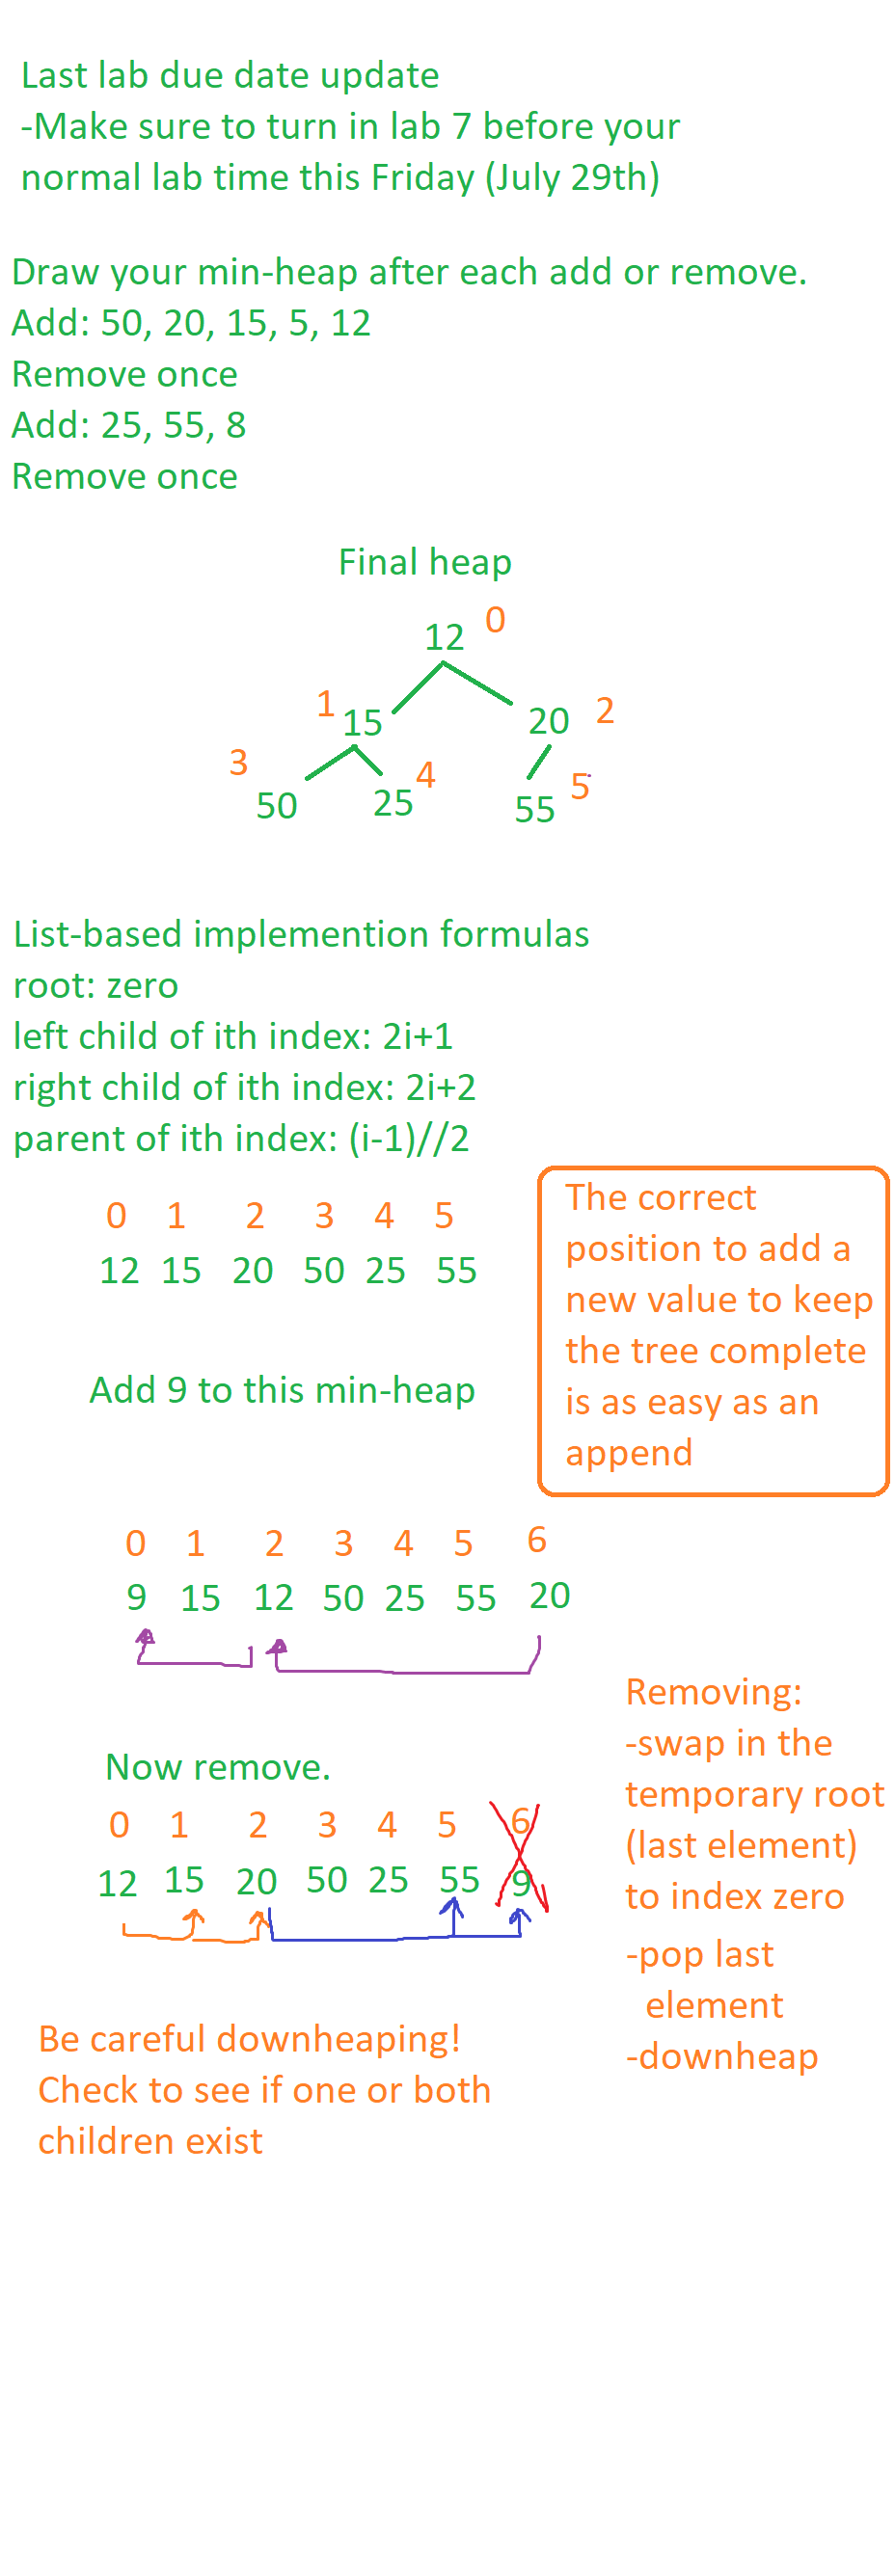 Last lab due date update
-Make sure to turn in lab 7 before your
normal lab time this Friday (July 29th)
Draw your min-heap after each add or remove.
Add: 50, 20, 15, 5, 12
Remove once
Add: 25, 55, 8
Remove once
Final heap
12 0
1 15 20 2
3 50 25 4 55 5
List-based implemention formulas
root: zero
left child of ith index: 2i+1
right child of ith index: 2i+2
parent of ith index: (i-1)//2
0 1 2 3 4 5
12 15 20 50 25 55
The correct
position to add a
new value to keep
the tree complete
is as easy as an
append
Add 9 to this min-heap
0 1 2 3 4 5 6
9 15 12 50 25 55 20
Removing:
-swap in the
temporary root
(last element)
to index zero
-pop last
element
-downheap
Now remove.
0 1 2 3 4 5 6
12 15 20 50 25 55 9
Be careful downheaping!
Check to see if one or both
children exist